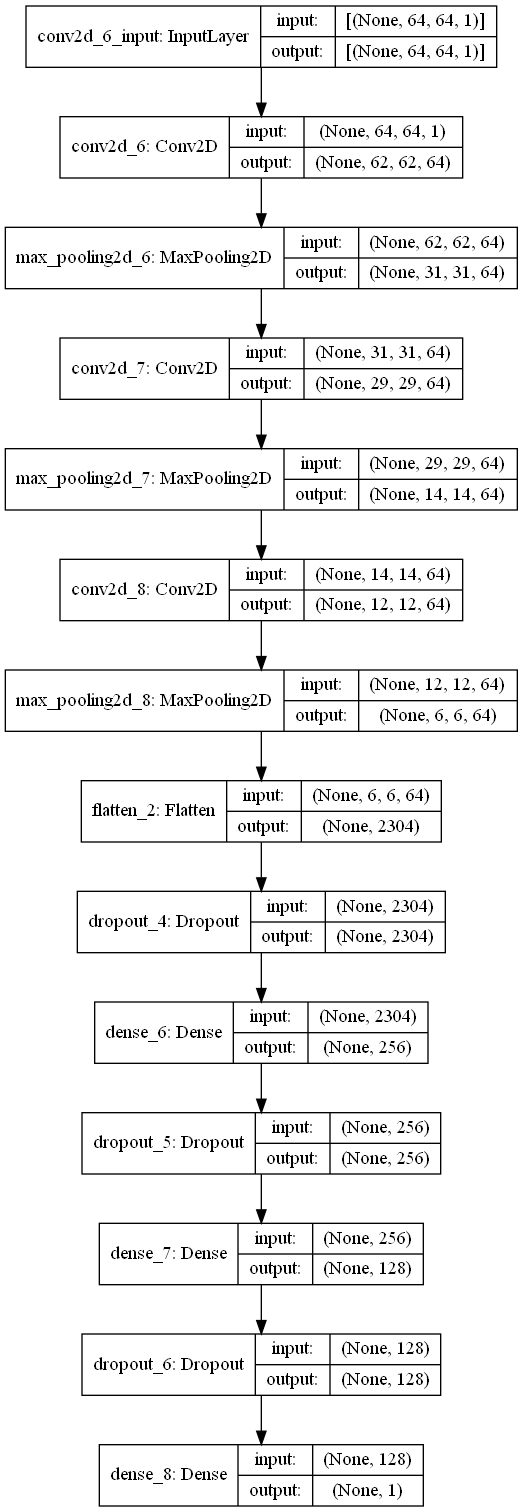 conv2d_6_input: InputLayer
input:
[(None, 64, 64, 1)]
output:
[(None, 64, 64, 1)]
conv2d_6: Conv2D
input:
(None, 64, 64, 1)
output:
(None, 62, 62, 64)
max_pooling2d_6: MaxPooling2D
input:
(None, 62, 62, 64)
output:
(None, 31, 31, 64)
conv2d_7: Conv2D
input:
(None, 31, 31, 64)
output:
(None, 29, 29, 64)
max_pooling2d_7: MaxPooling2D
input:
(None, 29, 29, 64)
output:
(None, 14, 14, 64)
conv2d_8: Conv2D
input:
(None, 14, 14, 64)
output:
(None, 12, 12, 64)
max_pooling2d_8: MaxPooling2D
input:
(None, 12, 12, 64)
output:
(None, 6, 6, 64)
flatten_2: Flatten
input:
(None, 6, 6, 64)
output:
(None, 2304)
dropout_4: Dropout
input:
(None, 2304)
output:
(None, 2304)
dense_6: Dense
input:
(None, 2304)
output:
(None, 256)
dropout_5: Dropout
input:
(None, 256)
output:
(None, 256)
dense_7: Dense
input:
(None, 256)
output:
(None, 128)
dropout_6: Dropout
input:
(None, 128)
output:
(None, 128)
dense_8: Dense
input:
(None, 128)
output:
(None, 1)